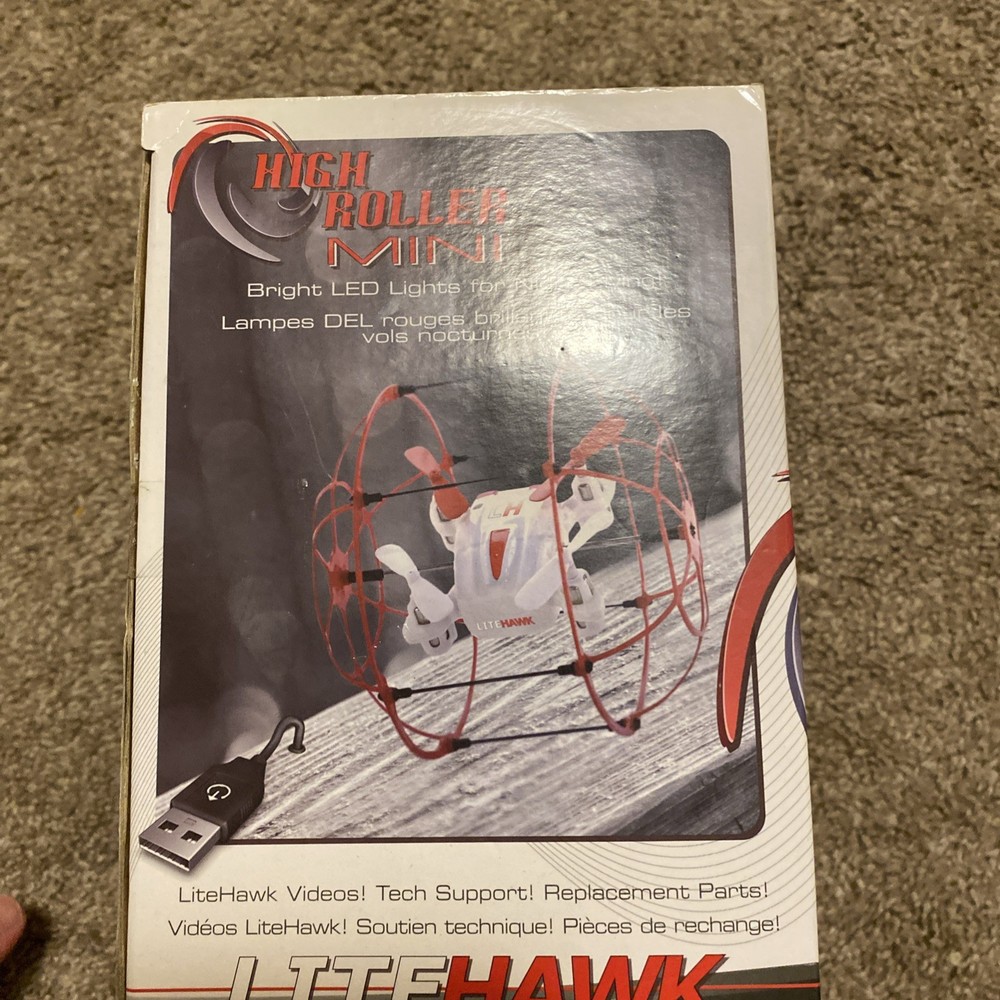 HIGH
ROLLER
MINI
Bright LED Lights for
Lampes DEL rouges
vols
LH
LITEHAWK
LiteHawk Videos! Tech Support! Replacement Parts!
Vidéos LiteHawk! Soutien technique! Pièces de rechange!
LITEHAWK